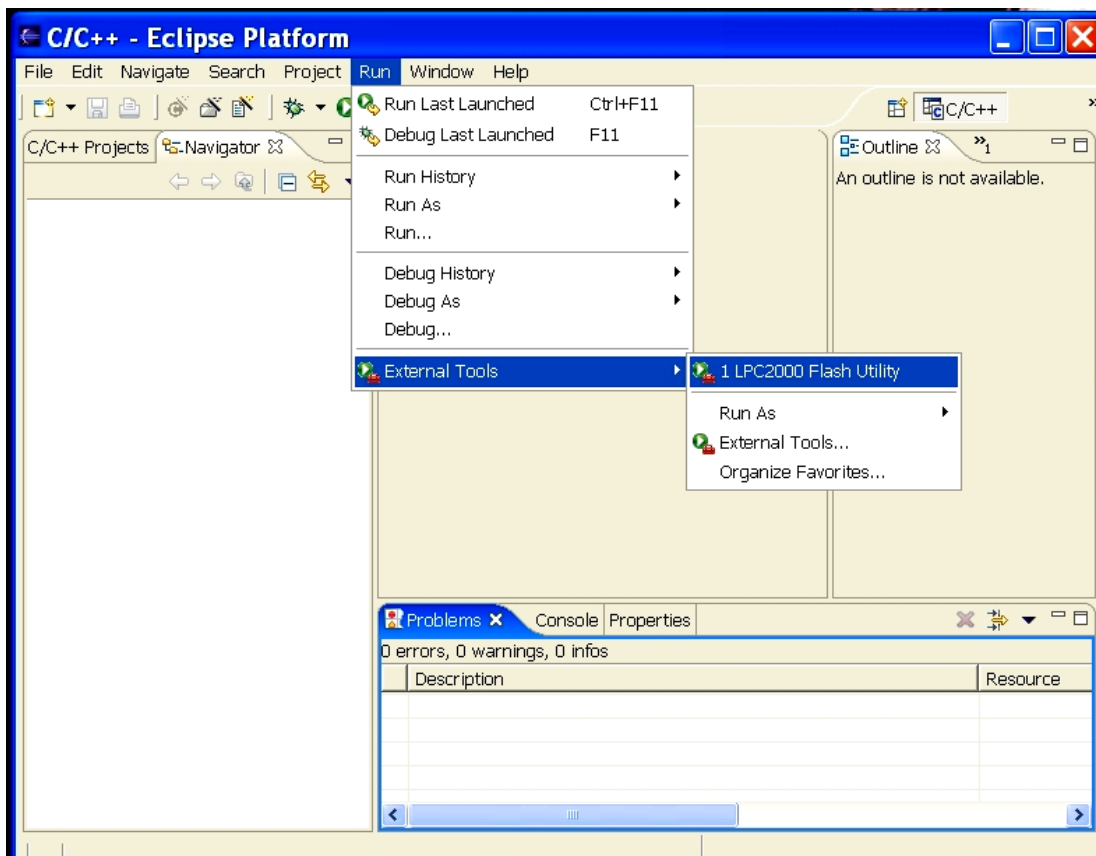 C/C++ - Eclipse Platform
File Edit Navigate Search Project Run Window Help
Run Last Launched Ctrl+F11
Debug Last Launched F11
Run History
Run As
Run...
Debug History
Debug As
Debug...
External Tools
1 LPC2000 Flash Utility
Run As
External Tools...
Organize Favorites...
C/C++
C/C++ Projects Navigator
Outline »1
An outline is not available.
Problems Console Properties
0 errors, 0 warnings, 0 infos
Description Resource